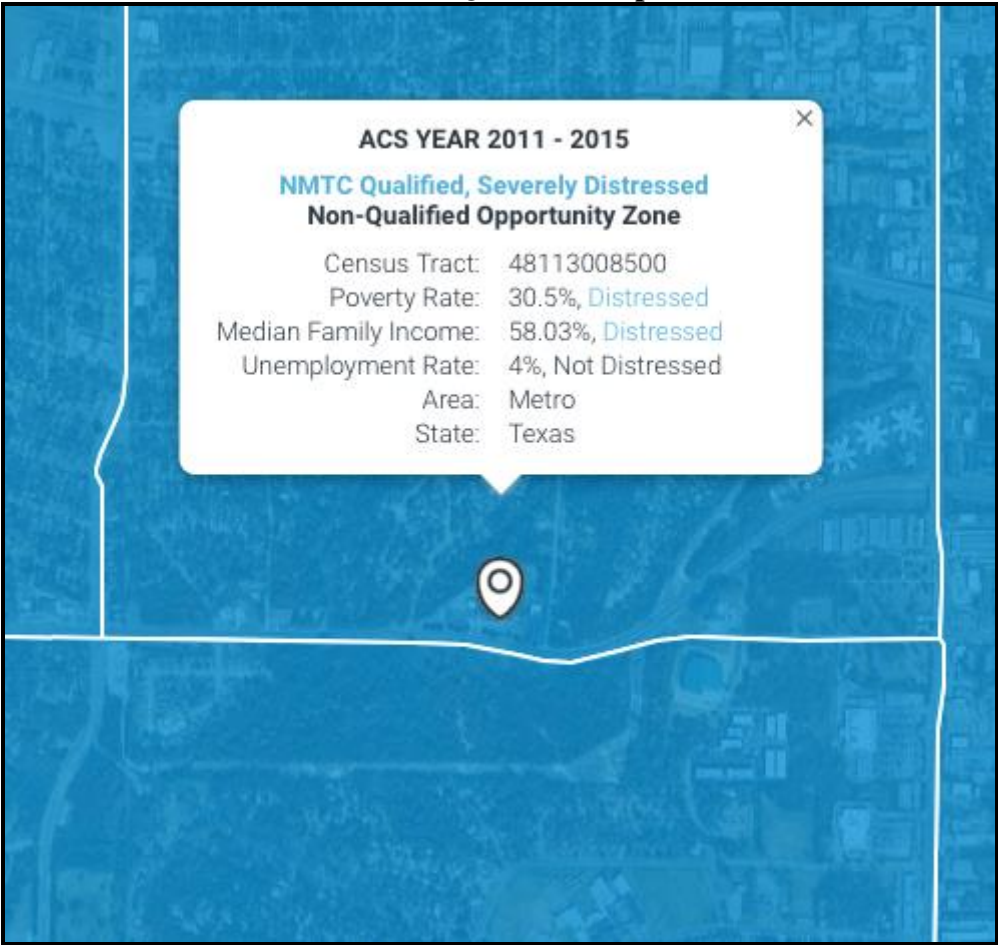 ACS YEAR 2011 - 2015
NMTC Qualified, Severely Distressed
Non-Qualified Opportunity Zone
Census Tract: 48113008500
Poverty Rate: 30.5%, Distressed
Median Family Income: 58.03%, Distressed
Unemployment Rate: 4%, Not Distressed
Area: Metro
State: Texas